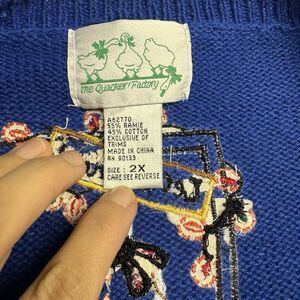 The Quacker Factory
A62770
55% RAMIE
45% COTTON
EXCLUSIVE OF
TRIMS
MADE IN CHINA
RN 90133
SIZE : 2X
CARE SEE REVERSE